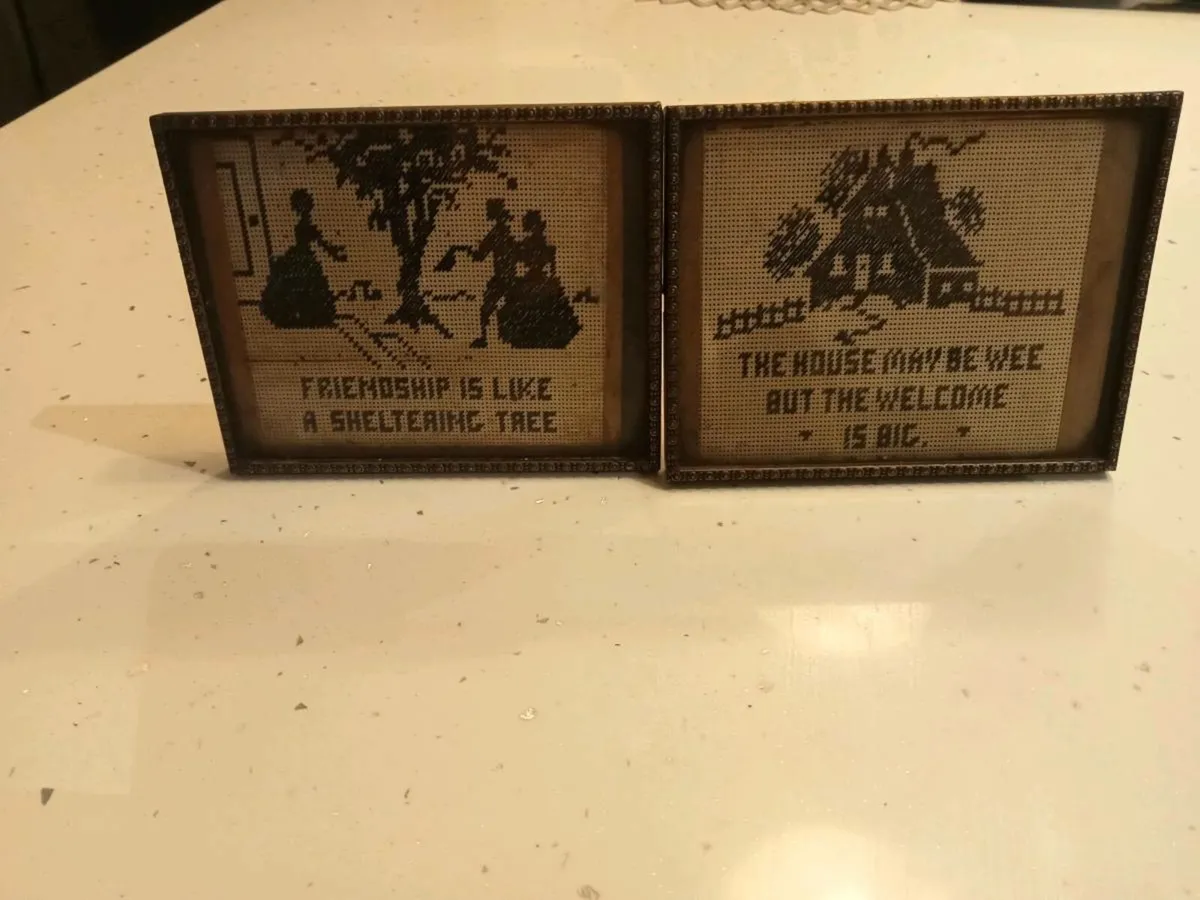 FRIENDSHIP IS LIKE
A SHELTERING TREE
THE HOUSE MAY BE WEE
BUT THE WELCOME
IS BIG.